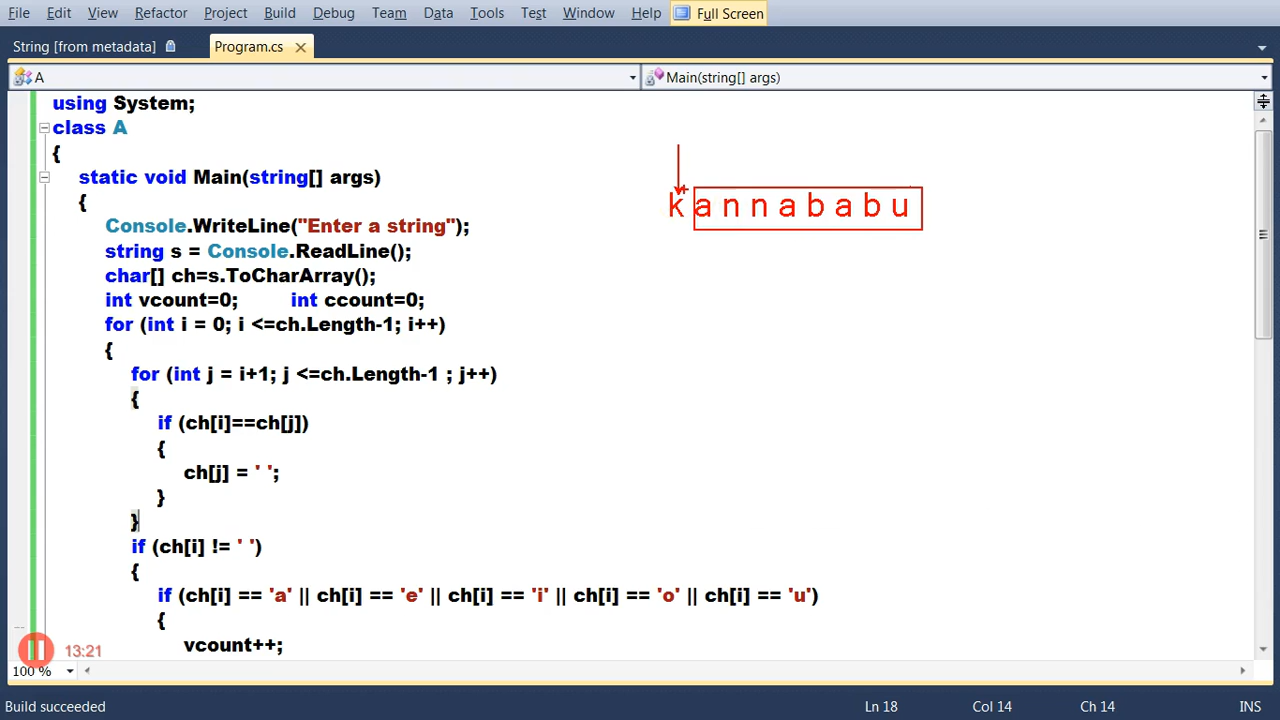 File Edit View Refactor Project Build Debug Team Data Tools Test Window Help Full Screen
String [from metadata] Program.cs
A Main(string[] args)
using System;
class A
{
static void Main(string[] args)
{
Console.WriteLine("Enter a string");
string s = Console.ReadLine();
char[] ch=s.ToCharArray();
int vcount=0; int ccount=0;
for (int i = 0; i <=ch.Length-1; i++)
{
for (int j = i+1; j <=ch.Length-1 ; j++)
{
if (ch[i]==ch[j])
{
ch[j] = ' ';
}
}
if (ch[i] != ' ')
{
if (ch[i] == 'a' || ch[i] == 'e' || ch[i] == 'i' || ch[i] == 'o' || ch[i] == 'u')
{
vcount++;
k a n n a b a b u
13:21
100 %
Build succeeded Ln 18 Col 14 Ch 14 INS